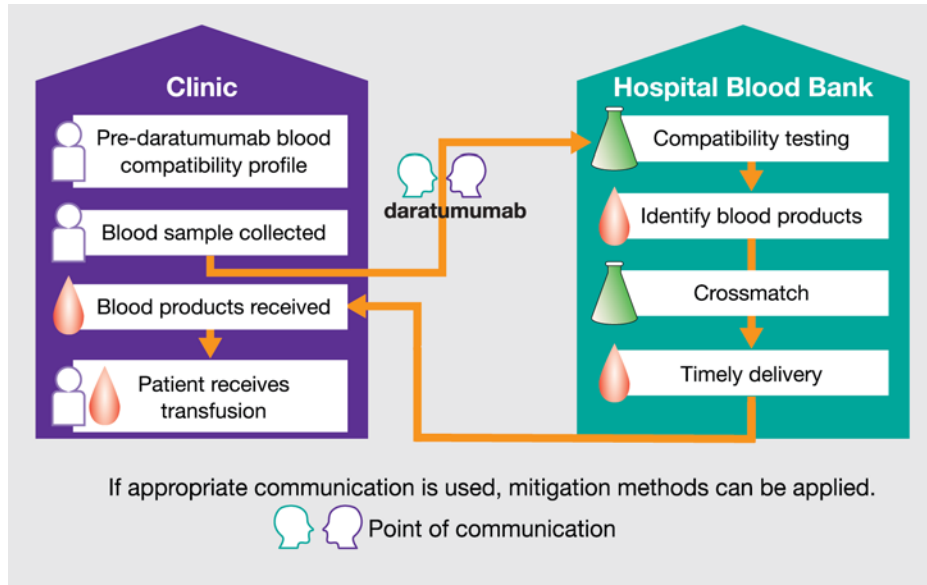 Clinic
Pre-daratumumab blood
compatibility profile
Blood sample collected
Blood products received
Patient receives
transfusion
daratumumab
Hospital Blood Bank
Compatibility testing
Identify blood products
Crossmatch
Timely delivery
If appropriate communication is used, mitigation methods can be applied.
Point of communication